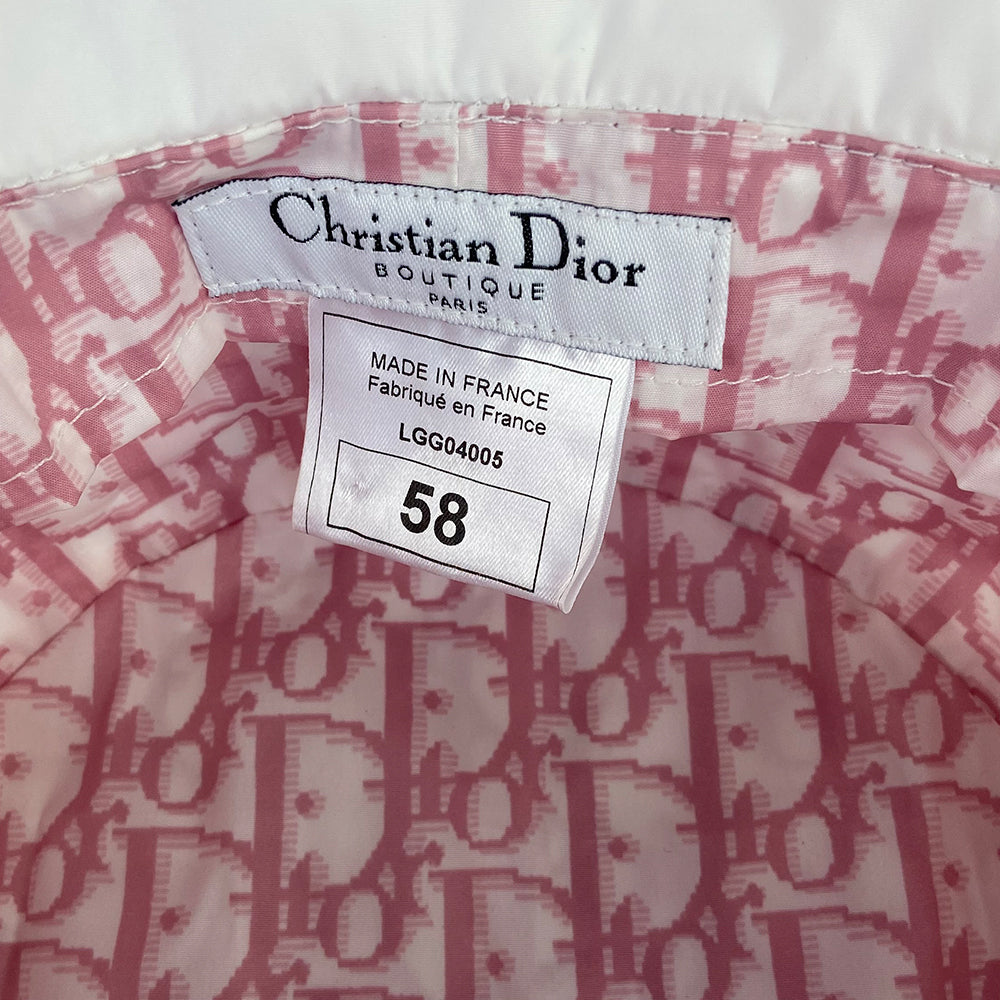 Christian Dior
BOUTIQUE
PARIS
MADE IN FRANCE
Fabriqué en France
LGG04005
58